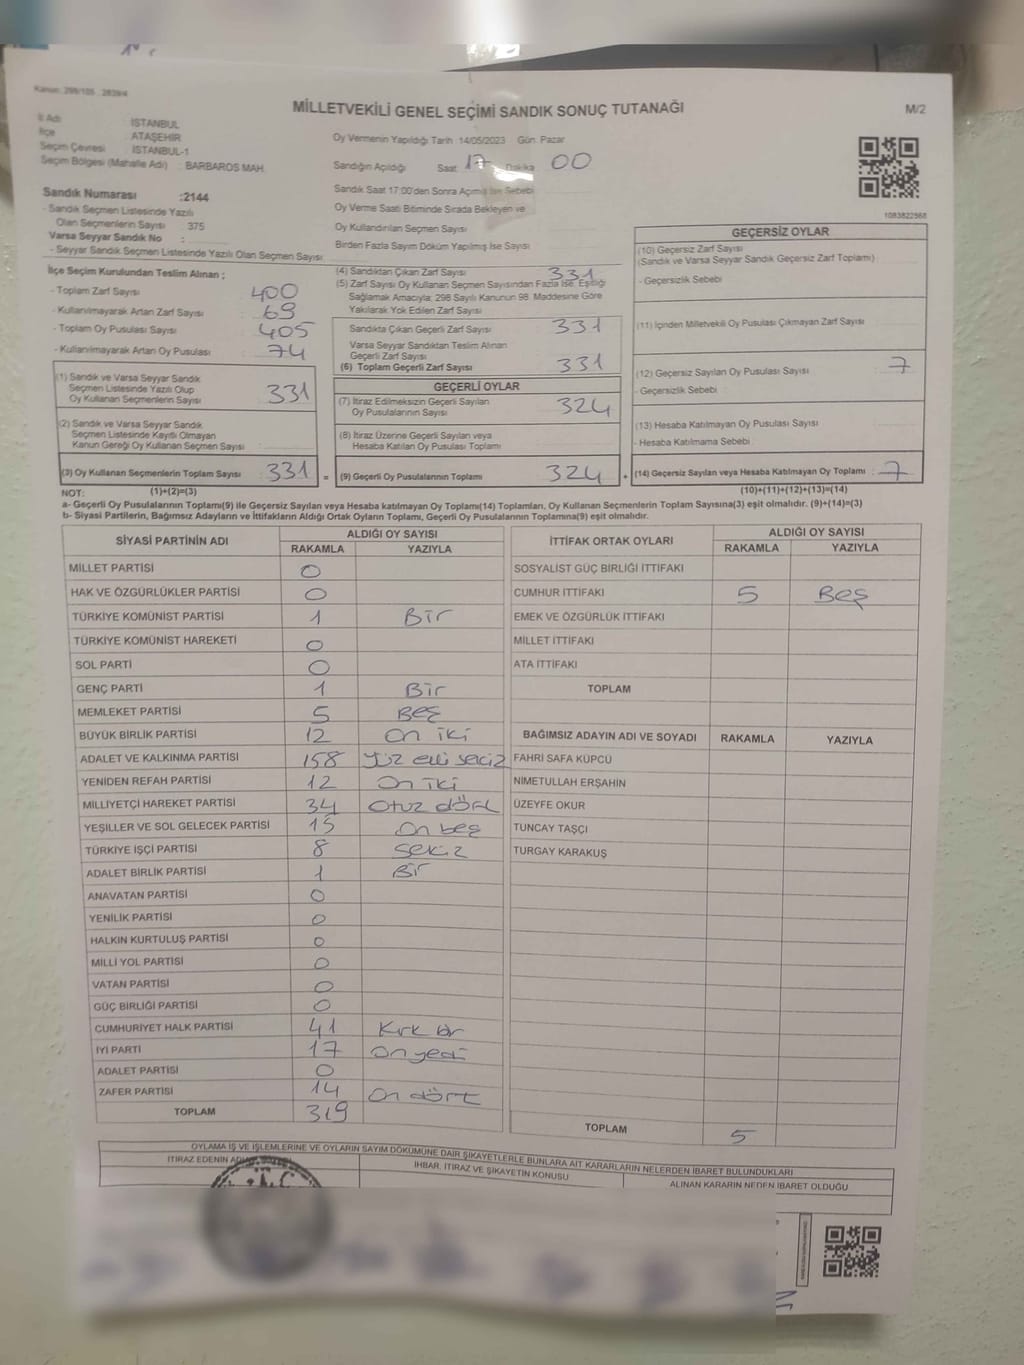 Kanun: 298/105 , 2839/4
MİLLETVEKİLİ GENEL SEÇİMİ SANDIK SONUÇ TUTANAĞI
M/2
İl Adı : İSTANBUL
İlçe : ATAŞEHİR
Seçim Çevresi : İSTANBUL-1
Seçim Bölgesi (Mahalle Adı) : BARBAROS MAH.
Oy Vermenin Yapıldığı Tarih :14/05/2023 Gün: Pazar
Sandığın Açıldığı Saat: 17 Dakika 00
Sandık Saat 17:00'den Sonra Açılmış İse Sebebi
Oy Verme Saati Bitiminde Sırada Bekleyen ve
Oy Kullandırılan Seçmen Sayısı
Birden Fazla Sayım Döküm Yapılmış İse Sayısı
1083822568
Sandık Numarası :2144
- Sandık Seçmen Listesinde Yazılı
Olan Seçmenlerin Sayısı : 375
Varsa Seyyar Sandık No :
- Seyyar Sandık Seçmen Listesinde Yazılı Olan Seçmen Sayısı:
İlçe Seçim Kurulundan Teslim Alınan ;
- Toplam Zarf Sayısı : 400
- Kullanılmayarak Artan Zarf Sayısı : 69
- Toplam Oy Pusulası Sayısı : 405
- Kullanılmayarak Artan Oy Pusulası : 74
(1) Sandık ve Varsa Seyyar Sandık
Seçmen Listesinde Yazılı Olup
Oy Kullanan Seçmenlerin Sayısı : 331
(2) Sandık ve Varsa Seyyar Sandık
Seçmen Listesinde Kayıtlı Olmayan
Kanun Gereği Oy Kullanan Seçmen Sayısı :
(3) Oy Kullanan Seçmenlerin Toplam Sayısı : 331 =
(4) Sandıktan Çıkan Zarf Sayısı : 331
(5) Zarf Sayısı Oy Kullanan Seçmen Sayısından Fazla İse, Eşitliği
Sağlamak Amacıyla; 298 Sayılı Kanunun 98. Maddesine Göre
Yakılarak Yok Edilen Zarf Sayısı
Sandıkta Çıkan Geçerli Zarf Sayısı : 331
Varsa Seyyar Sandıktan Teslim Alınan
Geçerli Zarf Sayısı
(6) Toplam Geçerli Zarf Sayısı : 331
GEÇERLİ OYLAR
(7) İtiraz Edilmeksizin Geçerli Sayılan
Oy Pusulalarının Sayısı : 324
(8) İtiraz Üzerine Geçerli Sayılan veya
Hesaba Katılan Oy Pusulası Toplamı
(9) Geçerli Oy Pusulalarının Toplamı : 324 +
GEÇERSİZ OYLAR
(10) Geçersiz Zarf Sayısı
(Sandık ve Varsa Seyyar Sandık Geçersiz Zarf Toplamı) :
- Geçersizlik Sebebi :
(11) İçinden Milletvekili Oy Pusulası Çıkmayan Zarf Sayısı :
(12) Geçersiz Sayılan Oy Pusulası Sayısı : 7
- Geçersizlik Sebebi :
(13) Hesaba Katılmayan Oy Pusulası Sayısı :
- Hesaba Katılmama Sebebi :
(14) Geçersiz Sayılan veya Hesaba Katılmayan Oy Toplamı : 7
NOT: (1)+(2)=(3)
(10)+(11)+(12)+(13)=(14)
a- Geçerli Oy Pusulalarının Toplamı(9) ile Geçersiz Sayılan veya Hesaba katılmayan Oy Toplamı(14) Toplamları, Oy Kullanan Seçmenlerin Toplam Sayısına(3) eşit olmalıdır. (9)+(14)=(3)
b- Siyasi Partilerin, Bağımsız Adayların ve İttifakların Aldığı Ortak Oyların Toplamı, Geçerli Oy Pusulalarının Toplamına(9) eşit olmalıdır.
SİYASİ PARTİNİN ADI ALDIĞI OY SAYISI
RAKAMLA YAZIYLA
MİLLET PARTİSİ 0
HAK VE ÖZGÜRLÜKLER PARTİSİ 0
TÜRKİYE KOMÜNİST PARTİSİ 1 Bir
TÜRKİYE KOMÜNİST HAREKETİ 0
SOL PARTİ 0
GENÇ PARTİ 1 Bir
MEMLEKET PARTİSİ 5 Beş
BÜYÜK BİRLİK PARTİSİ 12 On iki
ADALET VE KALKINMA PARTİSİ 158 Yüz elli sekiz
YENİDEN REFAH PARTİSİ 12 On iki
MİLLİYETÇİ HAREKET PARTİSİ 34 Otuz dört
YEŞİLLER VE SOL GELECEK PARTİSİ 15 On beş
TÜRKİYE İŞÇİ PARTİSİ 8 Sekiz
ADALET BİRLİK PARTİSİ 1 Bir
ANAVATAN PARTİSİ 0
YENİLİK PARTİSİ 0
HALKIN KURTULUŞ PARTİSİ 0
MİLLİ YOL PARTİSİ 0
VATAN PARTİSİ 0
GÜÇ BİRLİĞİ PARTİSİ 0
CUMHURİYET HALK PARTİSİ 41 Kırk bir
İYİ PARTİ 17 On yedi
ADALET PARTİSİ 0
ZAFER PARTİSİ 14 On dört
TOPLAM 319
İTTİFAK ORTAK OYLARI ALDIĞI OY SAYISI
RAKAMLA YAZIYLA
SOSYALİST GÜÇ BİRLİĞİ İTTİFAKI
CUMHUR İTTİFAKI 5 Beş
EMEK VE ÖZGÜRLÜK İTTİFAKI
MİLLET İTTİFAKI
ATA İTTİFAKI
TOPLAM
BAĞIMSIZ ADAYIN ADI VE SOYADI RAKAMLA YAZIYLA
FAHRİ SAFA KÜPCÜ
NİMETULLAH ERŞAHİN
ÜZEYFE OKUR
TUNCAY TAŞÇI
TURGAY KARAKUŞ
TOPLAM 5
OYLAMA İŞ VE İŞLEMLERİNE VE OYLARIN SAYIM DÖKÜMÜNE DAİR ŞİKAYETLERLE BUNLARA AİT KARARLARIN NELERDEN İBARET BULUNDUKLARI
İTİRAZ EDENİN
İHBAR, İTİRAZ VE ŞİKAYETİN KONUSU
ALINAN KARARIN NEDEN İBARET OLDUĞU